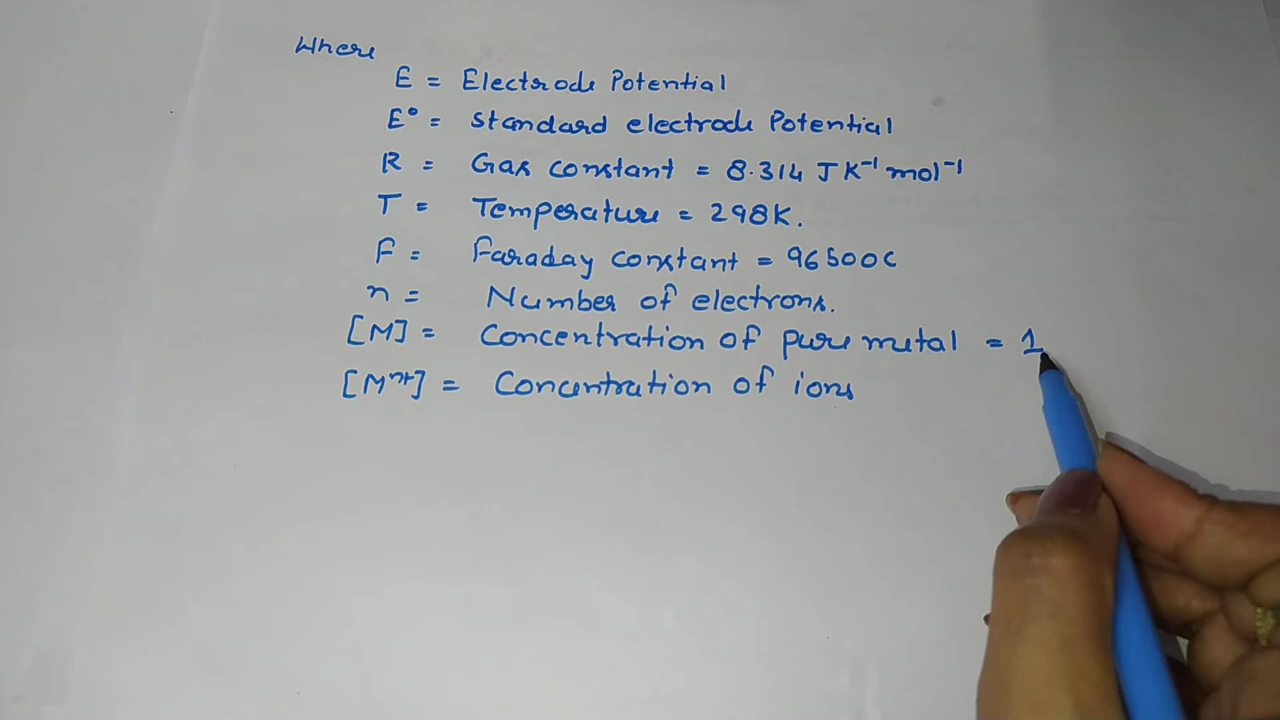 Where
E = Electrode Potential
E° = Standard electrode Potential
R = Gas constant = 8.314 J K⁻¹ mol⁻¹
T = Temperature = 298K.
F = Faraday constant = 96500C
n = Number of electrons.
[M] = Concentration of pure metal = 1
[Mⁿ⁺] = Concentration of ions